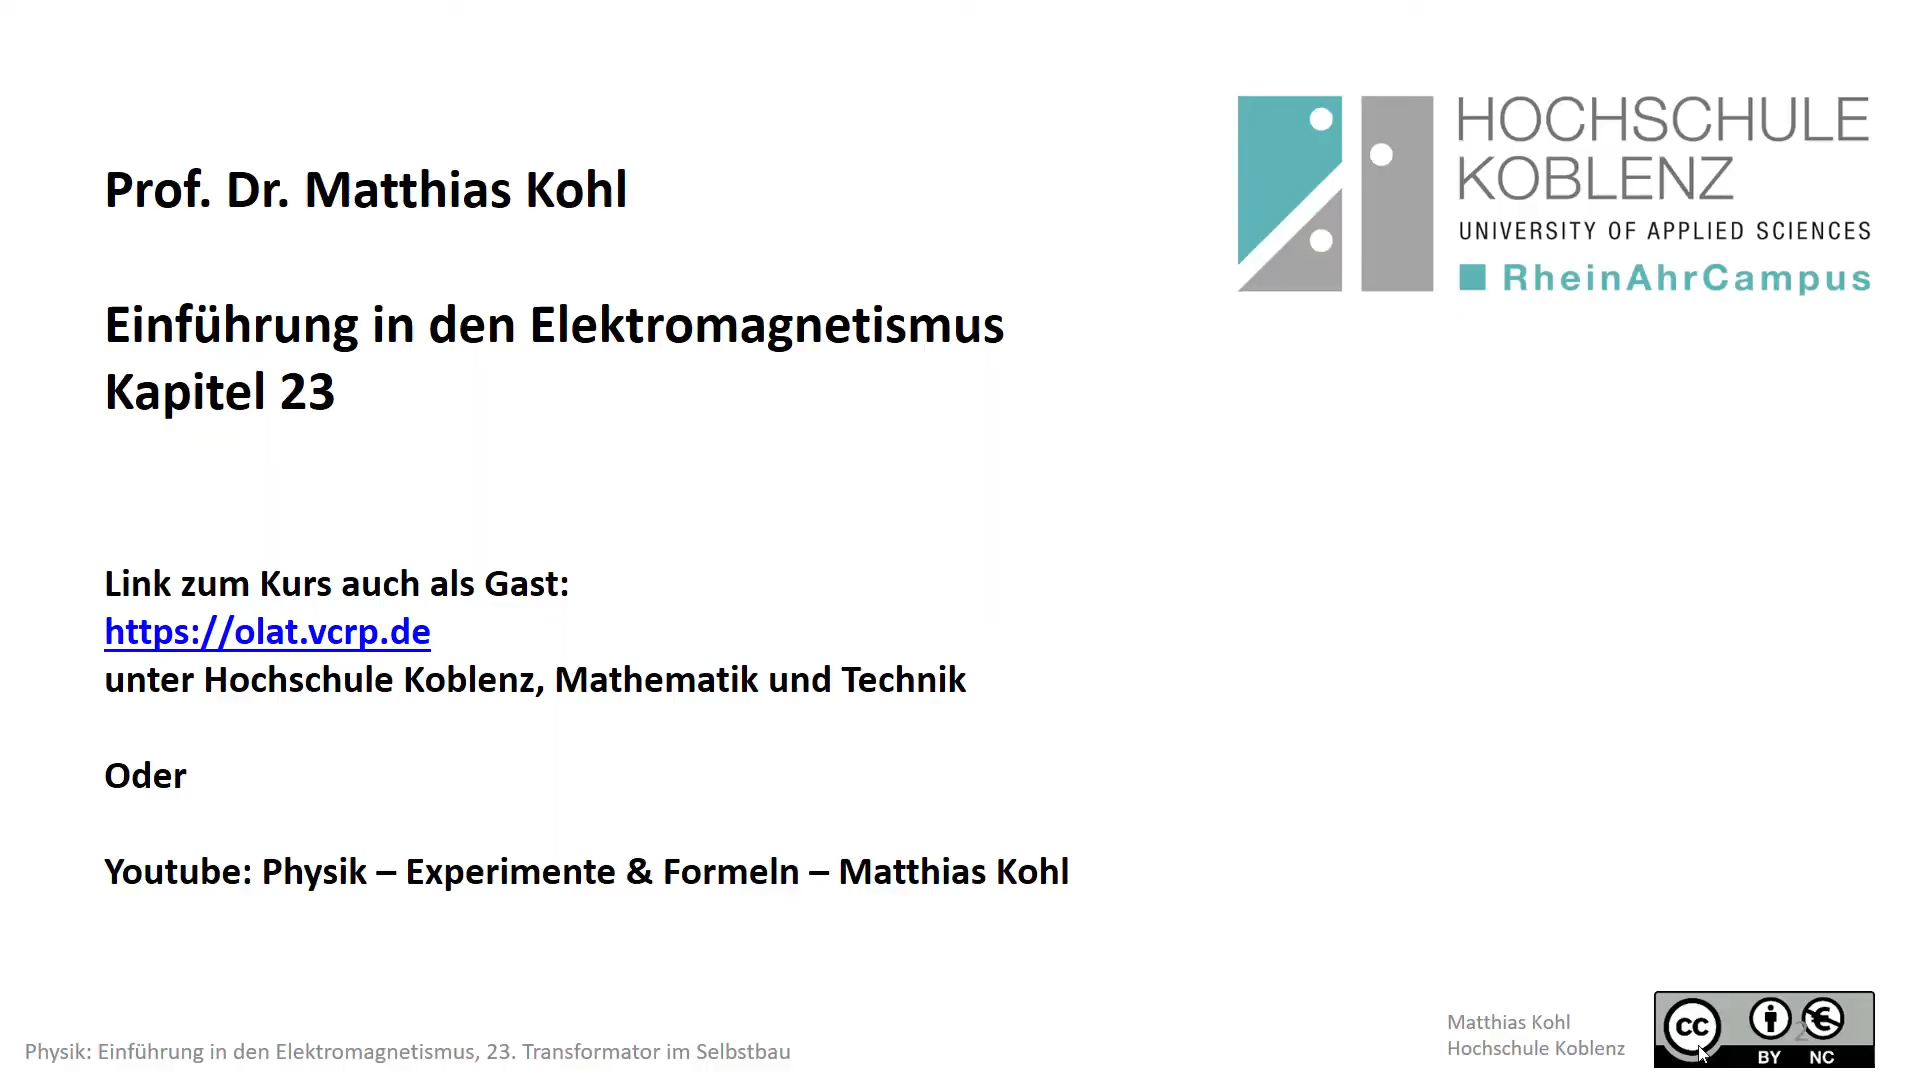 HOCHSCHULE
KOBLENZ
UNIVERSITY OF APPLIED SCIENCES
RheinAhrCampus
Prof. Dr. Matthias Kohl
Einführung in den Elektromagnetismus
Kapitel 23
Link zum Kurs auch als Gast:
https://olat.vcrp.de
unter Hochschule Koblenz, Mathematik und Technik
Oder
Youtube: Physik – Experimente & Formeln – Matthias Kohl
Physik: Einführung in den Elektromagnetismus, 23. Transformator im Selbstbau
Matthias Kohl
Hochschule Koblenz
cc
2
BY NC